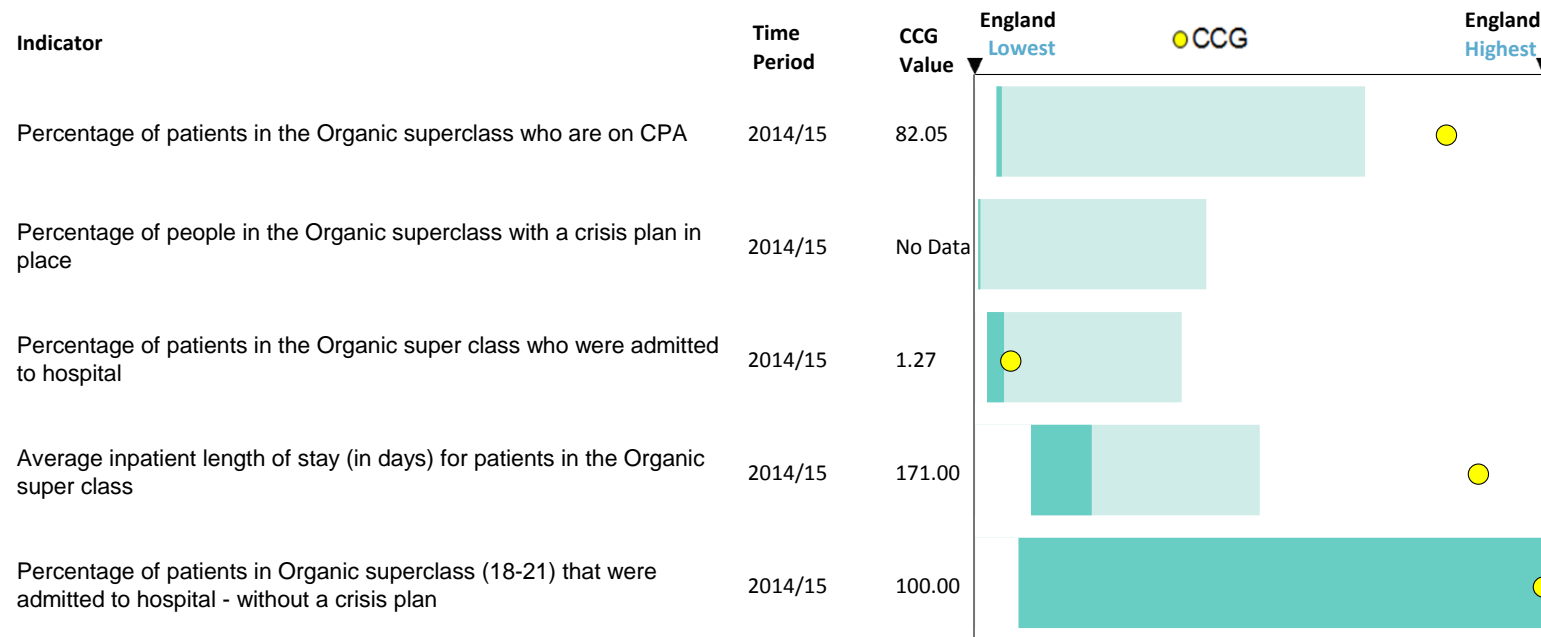 Indicator
Time
Period
CCG
Value
England
Lowest
CCG
England
Highest
Percentage of patients in the Organic superclass who are on CPA
2014/15
82.05
Percentage of people in the Organic superclass with a crisis plan in
place
2014/15
No Data
Percentage of patients in the Organic super class who were admitted
to hospital
2014/15
1.27
Average inpatient length of stay (in days) for patients in the Organic
super class
2014/15
171.00
Percentage of patients in Organic superclass (18-21) that were
admitted to hospital - without a crisis plan
2014/15
100.00